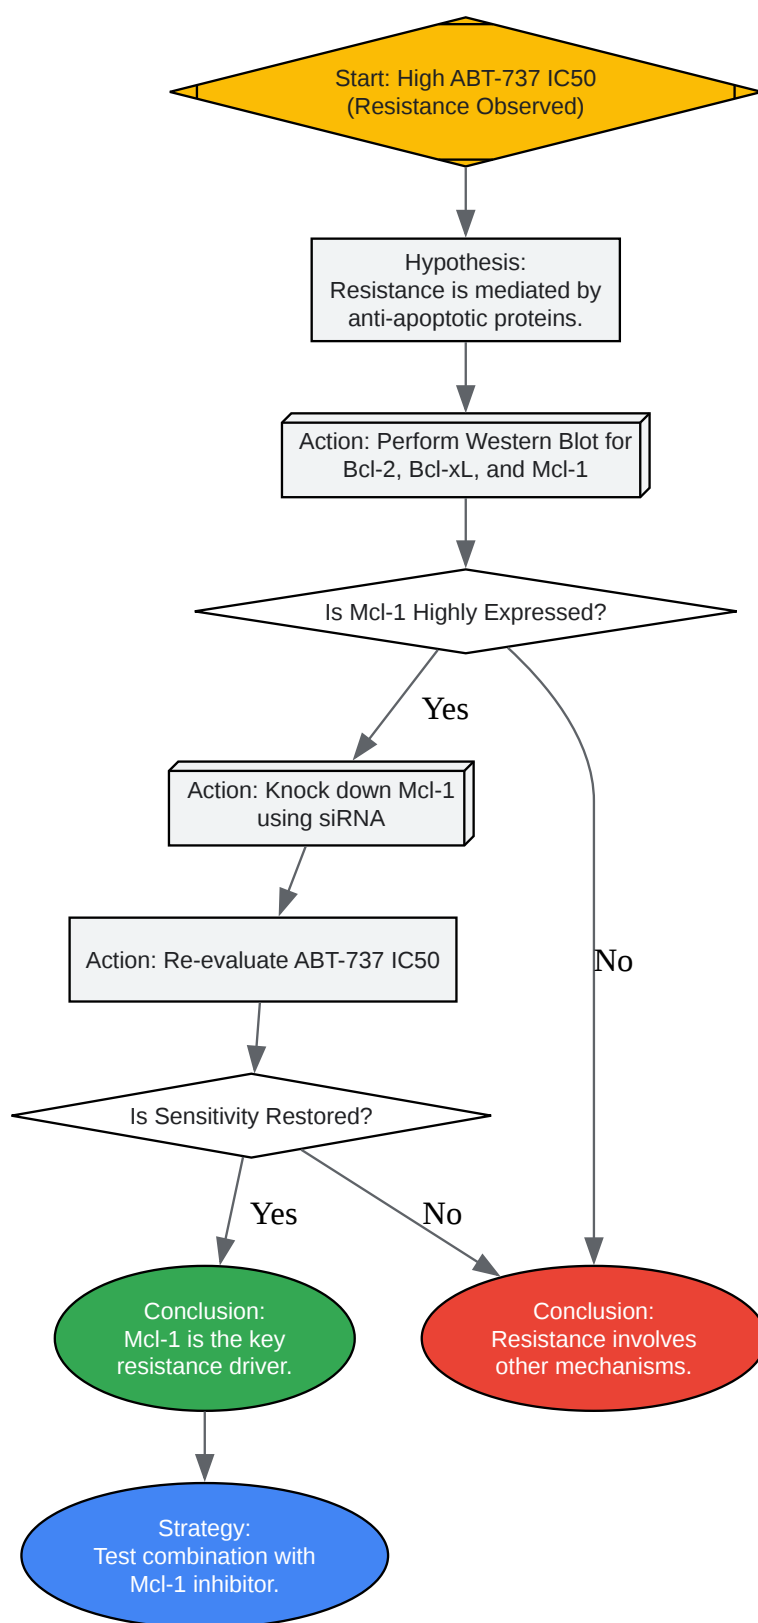 Start: High ABT-737 IC50
(Resistance Observed)
Hypothesis:
Resistance is mediated by
anti-apoptotic proteins.
Action: Perform Western Blot for
Bcl-2, Bcl-xL, and Mcl-1
Is Mcl-1 Highly Expressed?
Yes
Action: Knock down Mcl-1
using siRNA
Action: Re-evaluate ABT-737 IC50
No
Is Sensitivity Restored?
Yes
No
Conclusion:
Mcl-1 is the key
resistance driver.
Conclusion:
Resistance involves
other mechanisms.
Strategy:
Test combination with
Mcl-1 inhibitor.